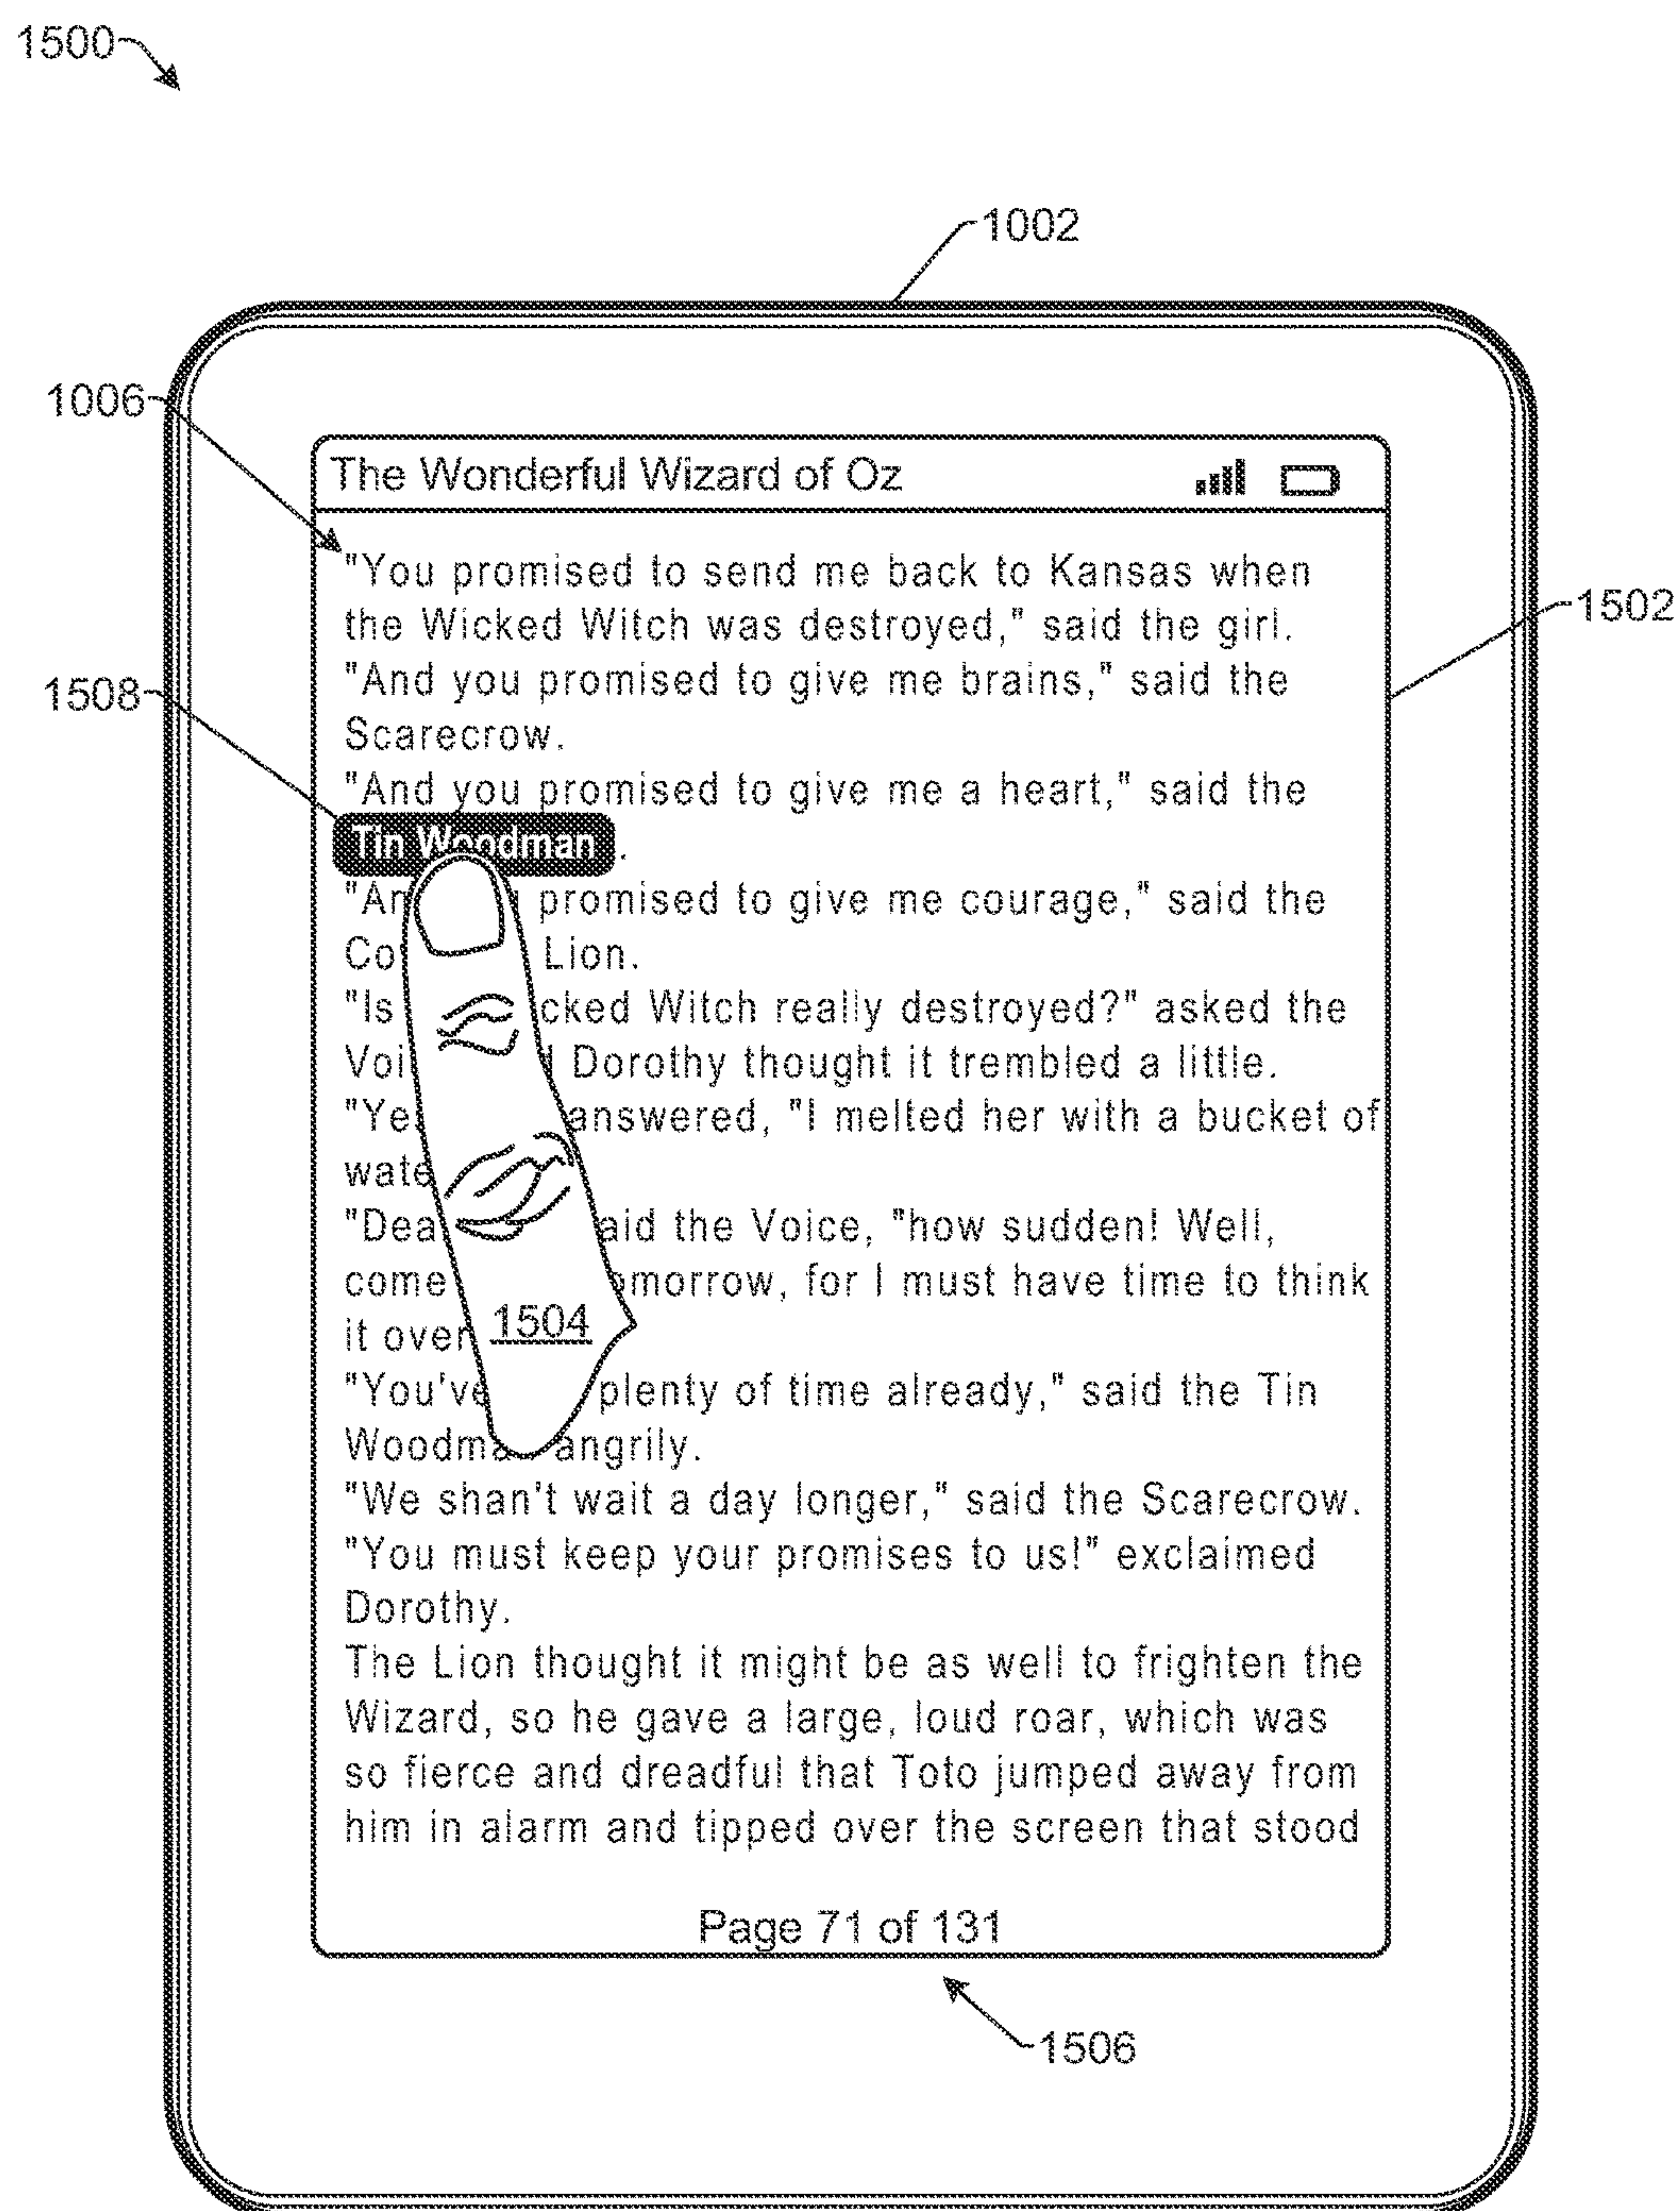 1500
1002
1006
The Wonderful Wizard of Oz
"You promised to send me back to Kansas when
the Wicked Witch was destroyed," said the girl.
1502
"And you promised to give me brains," said the
1508
Scarecrow.
"And you promised to give me a heart," said the
Tin Woodman.
promised to give me courage," said the
Lion.
"Is Witch really destroyed?" asked the
Dorothy thought it trembled a little.
answered, "I melted her with a bucket of
the Voice, "how sudden! Well,
come for I must have time to think
it over
1504
"You've plenty of time already," said the Tin
angrily.
"We shan't wait a day longer," said the Scarecrow.
"You must keep your promises to us!" exclaimed
Dorothy.
The Lion thought it might be as well to frighten the
Wizard, so he gave a large, loud roar, which was
so fierce and dreadful that Toto jumped away from
him in alarm and tipped over the screen that stood
Page 71 of 131
1506